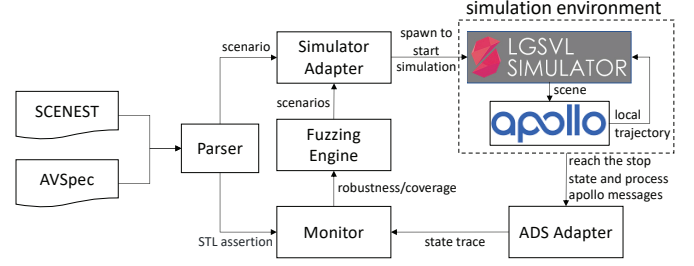 simulation environment
scenario
Simulator
Adapter
spawn to
start
simulation
LGSVL
SIMULATOR
scene
apollo
local
trajectory
SCENEST
AVSpec
Parser
scenarios
Fuzzing
Engine
robustness/coverage
reach the stop
state and process
apollo messages
STL assertion
Monitor
state trace
ADS Adapter